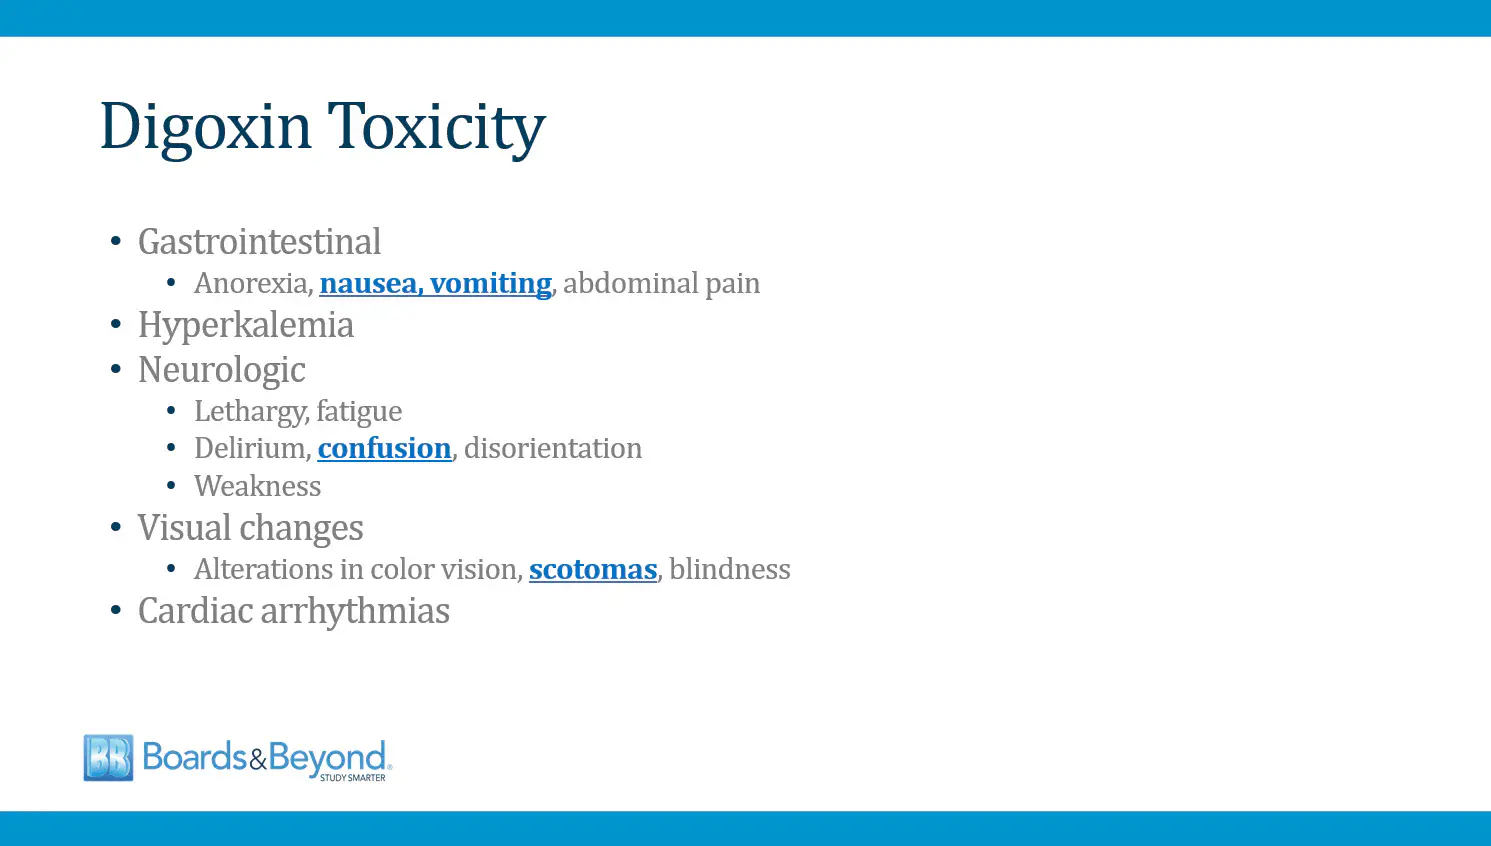 Digoxin Toxicity
• Gastrointestinal
• Anorexia, nausea, vomiting, abdominal pain
• Hyperkalemia
• Neurologic
• Lethargy, fatigue
• Delirium, confusion, disorientation
• Weakness
• Visual changes
• Alterations in color vision, scotomas, blindness
• Cardiac arrhythmias
BB Boards&Beyond®
STUDY SMARTER